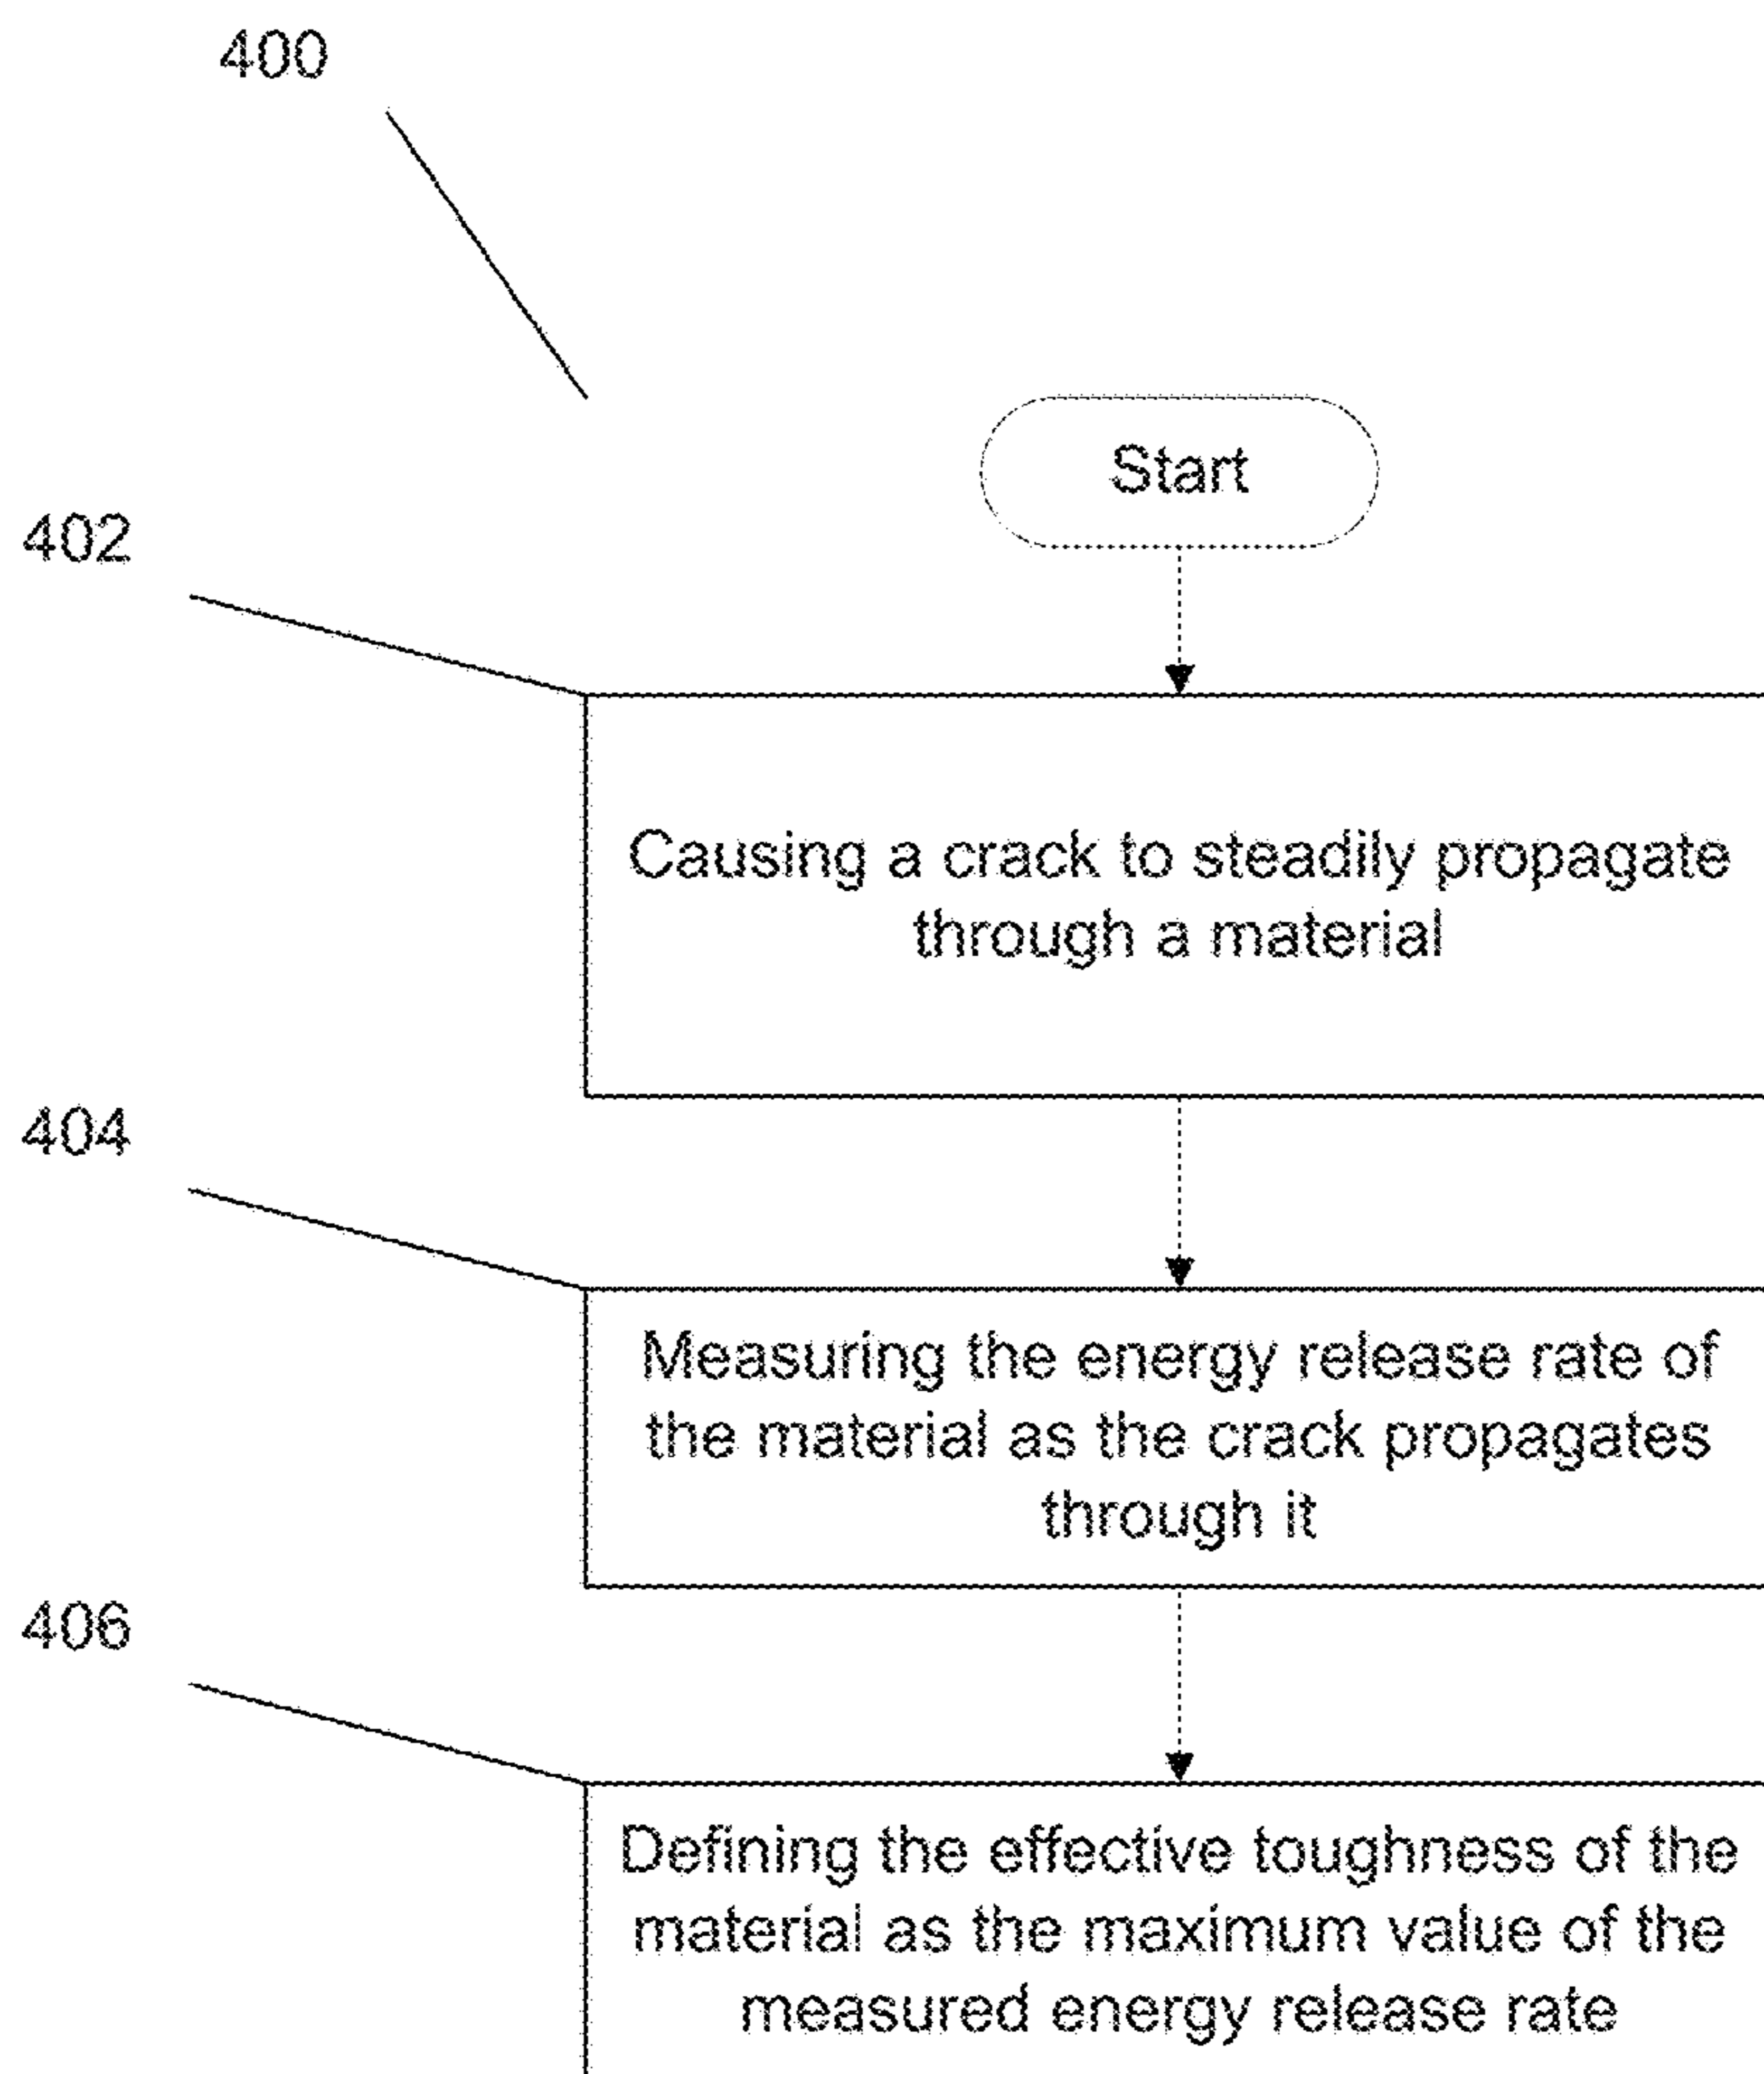 400
Start
402
Causing a crack to steadily propagate
through a material
404
Measuring the energy release rate of
the material as the crack propagates
through it
406
Defining the effective toughness of the
material as the maximum value of the
measured energy release rate